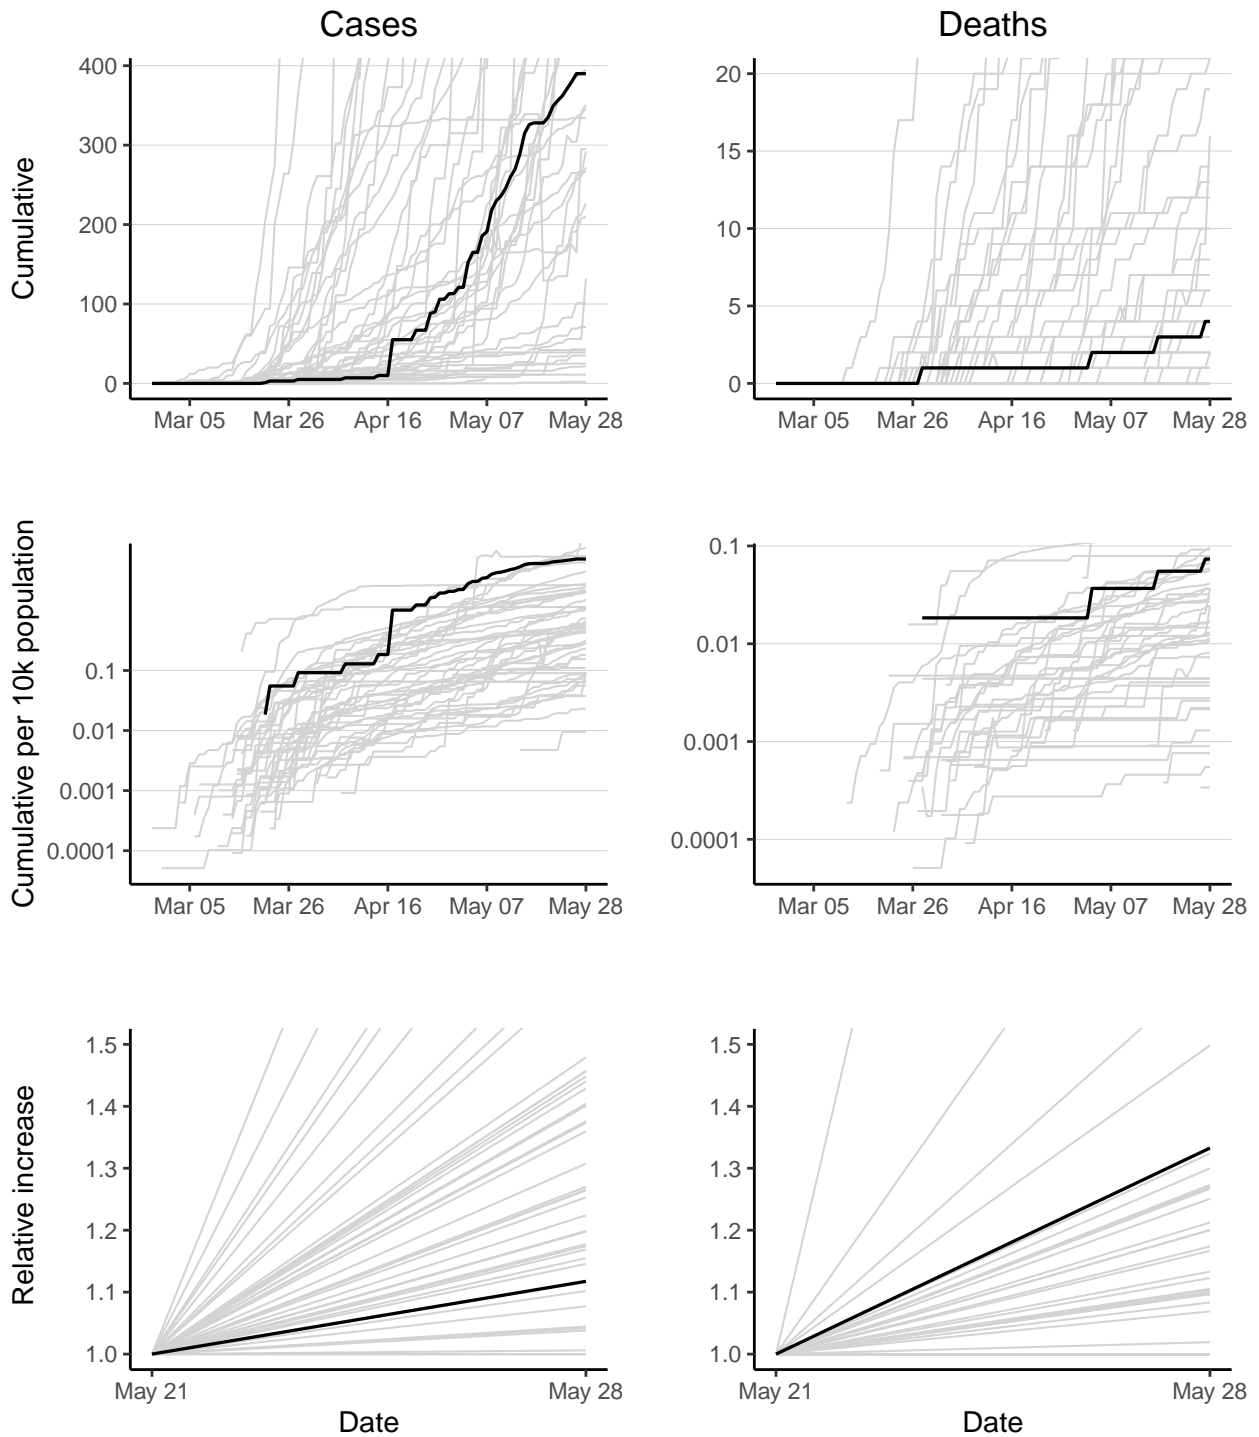 Cases
Deaths
Cumulative
400
300
200
100
0
Mar 05 Mar 26 Apr 16 May 07 May 28
20
15
10
5
0
Mar 05 Mar 26 Apr 16 May 07 May 28
Cumulative per 10k population
0.1
0.01
0.001
0.0001
Mar 05 Mar 26 Apr 16 May 07 May 28
0.1
0.01
0.001
0.0001
Mar 05 Mar 26 Apr 16 May 07 May 28
Relative increase
1.5
1.4
1.3
1.2
1.1
1.0
May 21 May 28
Date
1.5
1.4
1.3
1.2
1.1
1.0
May 21 May 28
Date